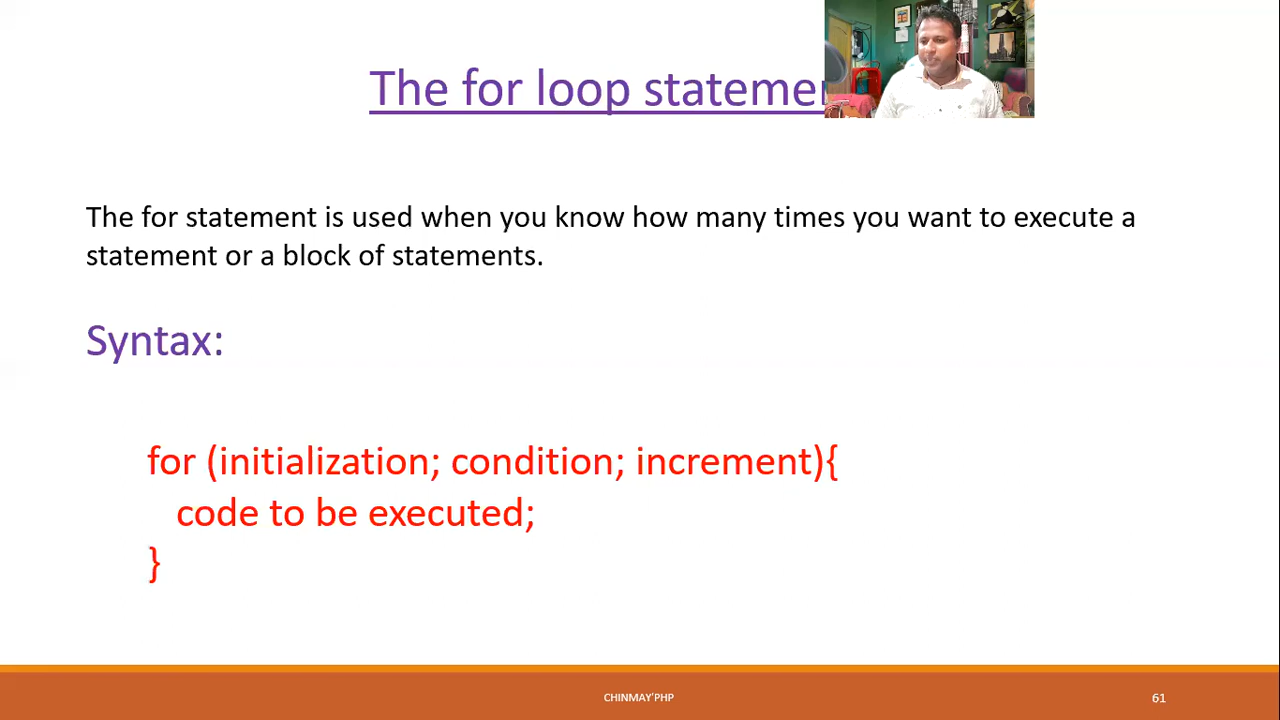 The for loop statemen
The for statement is used when you know how many times you want to execute a
statement or a block of statements.
Syntax:
for (initialization; condition; increment){
code to be executed;
}
CHINMAY'PHP
61